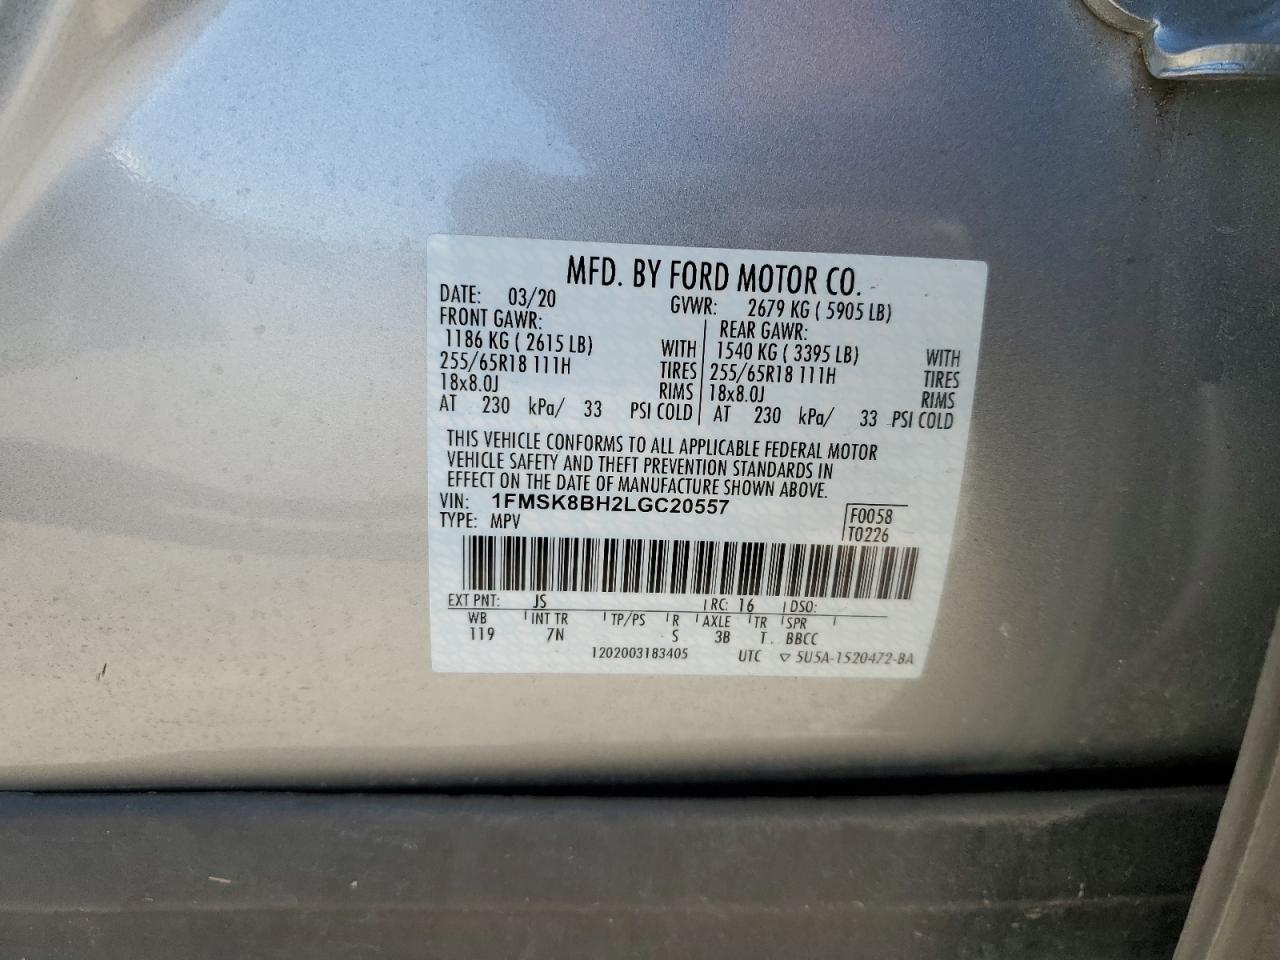 MFD. BY FORD MOTOR CO.
DATE: 03/20 GVWR: 2679 KG ( 5905 LB)
FRONT GAWR: REAR GAWR:
1186 KG ( 2615 LB) WITH 1540 KG ( 3395 LB) WITH
255/65R18 111H TIRES 255/65R18 111H TIRES
18x8.0J RIMS 18x8.0J RIMS
AT 230 kPa/ 33 PSI COLD AT 230 kPa/ 33 PSI COLD
THIS VEHICLE CONFORMS TO ALL APPLICABLE FEDERAL MOTOR
VEHICLE SAFETY AND THEFT PREVENTION STANDARDS IN
EFFECT ON THE DATE OF MANUFACTURE SHOWN ABOVE.
VIN: 1FMSK8BH2LGC20557
TYPE: MPV
F0058
T0226
EXT PNT: JS RC: 16 DSO:
WB INT TR TP/PS R AXLE TR SPR
119 7N S 3B T BBCC
1202003183405 UTC ▽ 5U5A-1520472-BA